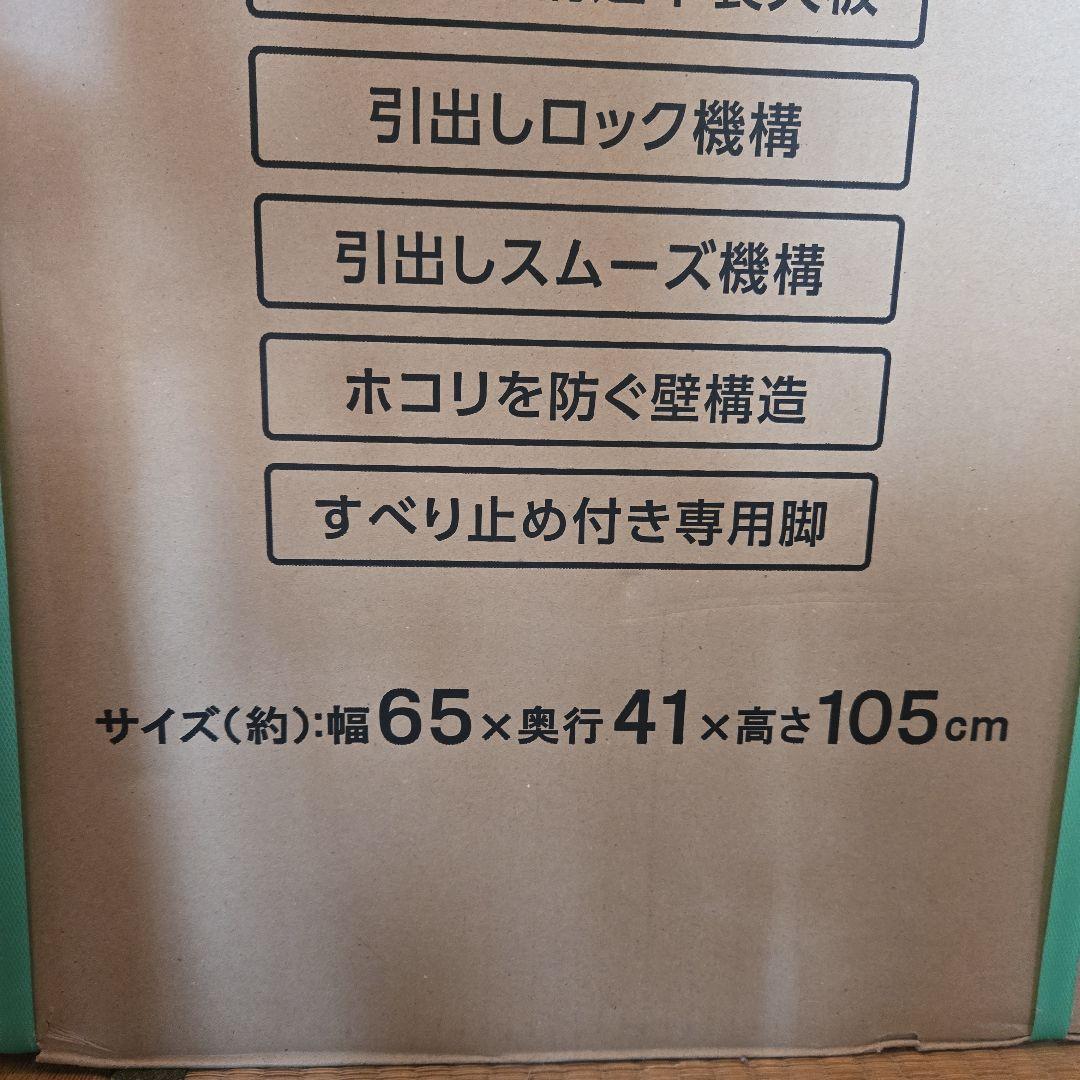 引出しロック機構
引出しスムーズ機構
ホコリを防ぐ壁構造
すべり止め付き専用脚
サイズ(約):幅65×奥行41×高さ105cm